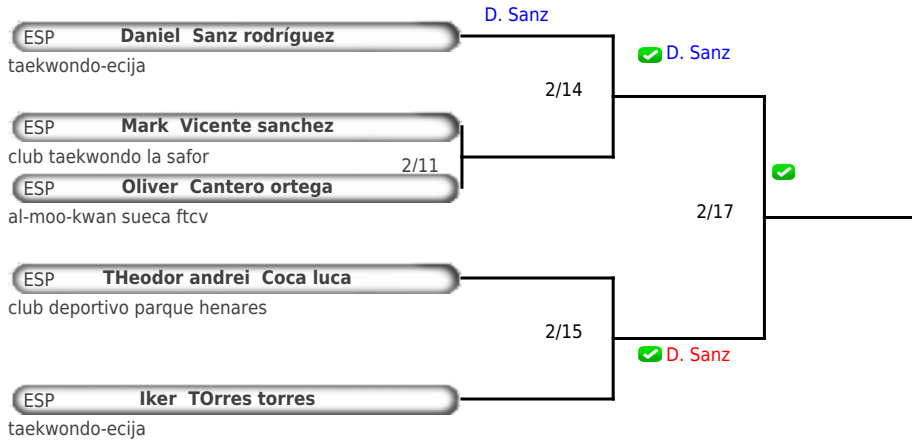 D. Sanz
ESP Daniel Sanz rodríguez
taekwondo-ecija
D. Sanz
2/14
ESP Mark Vicente sanchez
club taekwondo la safor
2/11
ESP Oliver Cantero ortega
al-moo-kwan sueca ftcv
2/17
ESP THeodor andrei Coca luca
club deportivo parque henares
2/15
D. Sanz
ESP Iker TOrres torres
taekwondo-ecija